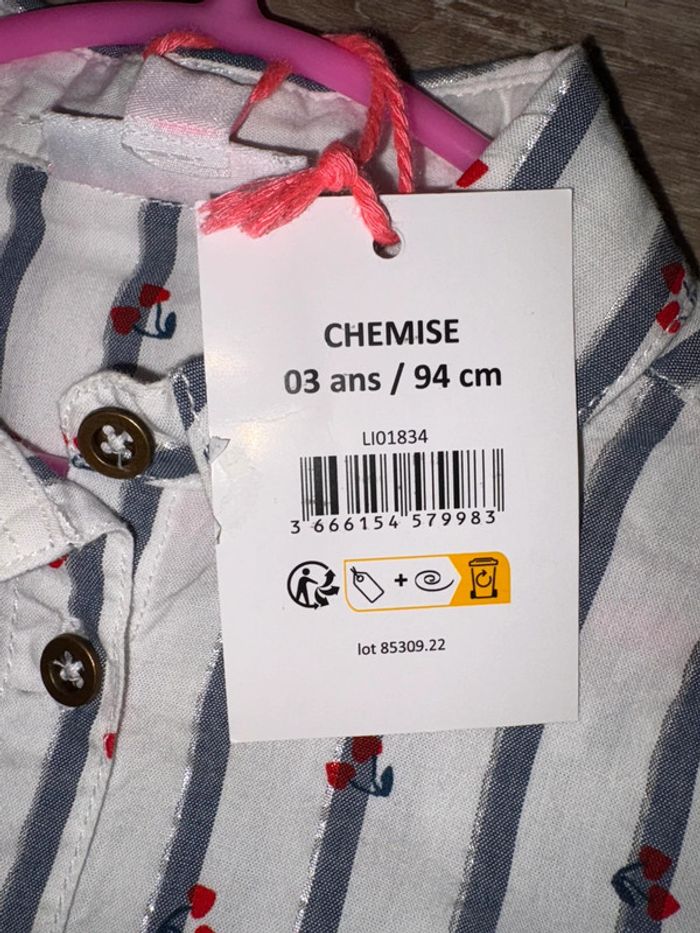 CHEMISE
03 ans / 94 cm
LI01834
3 666154 579983
+
lot 85309.22